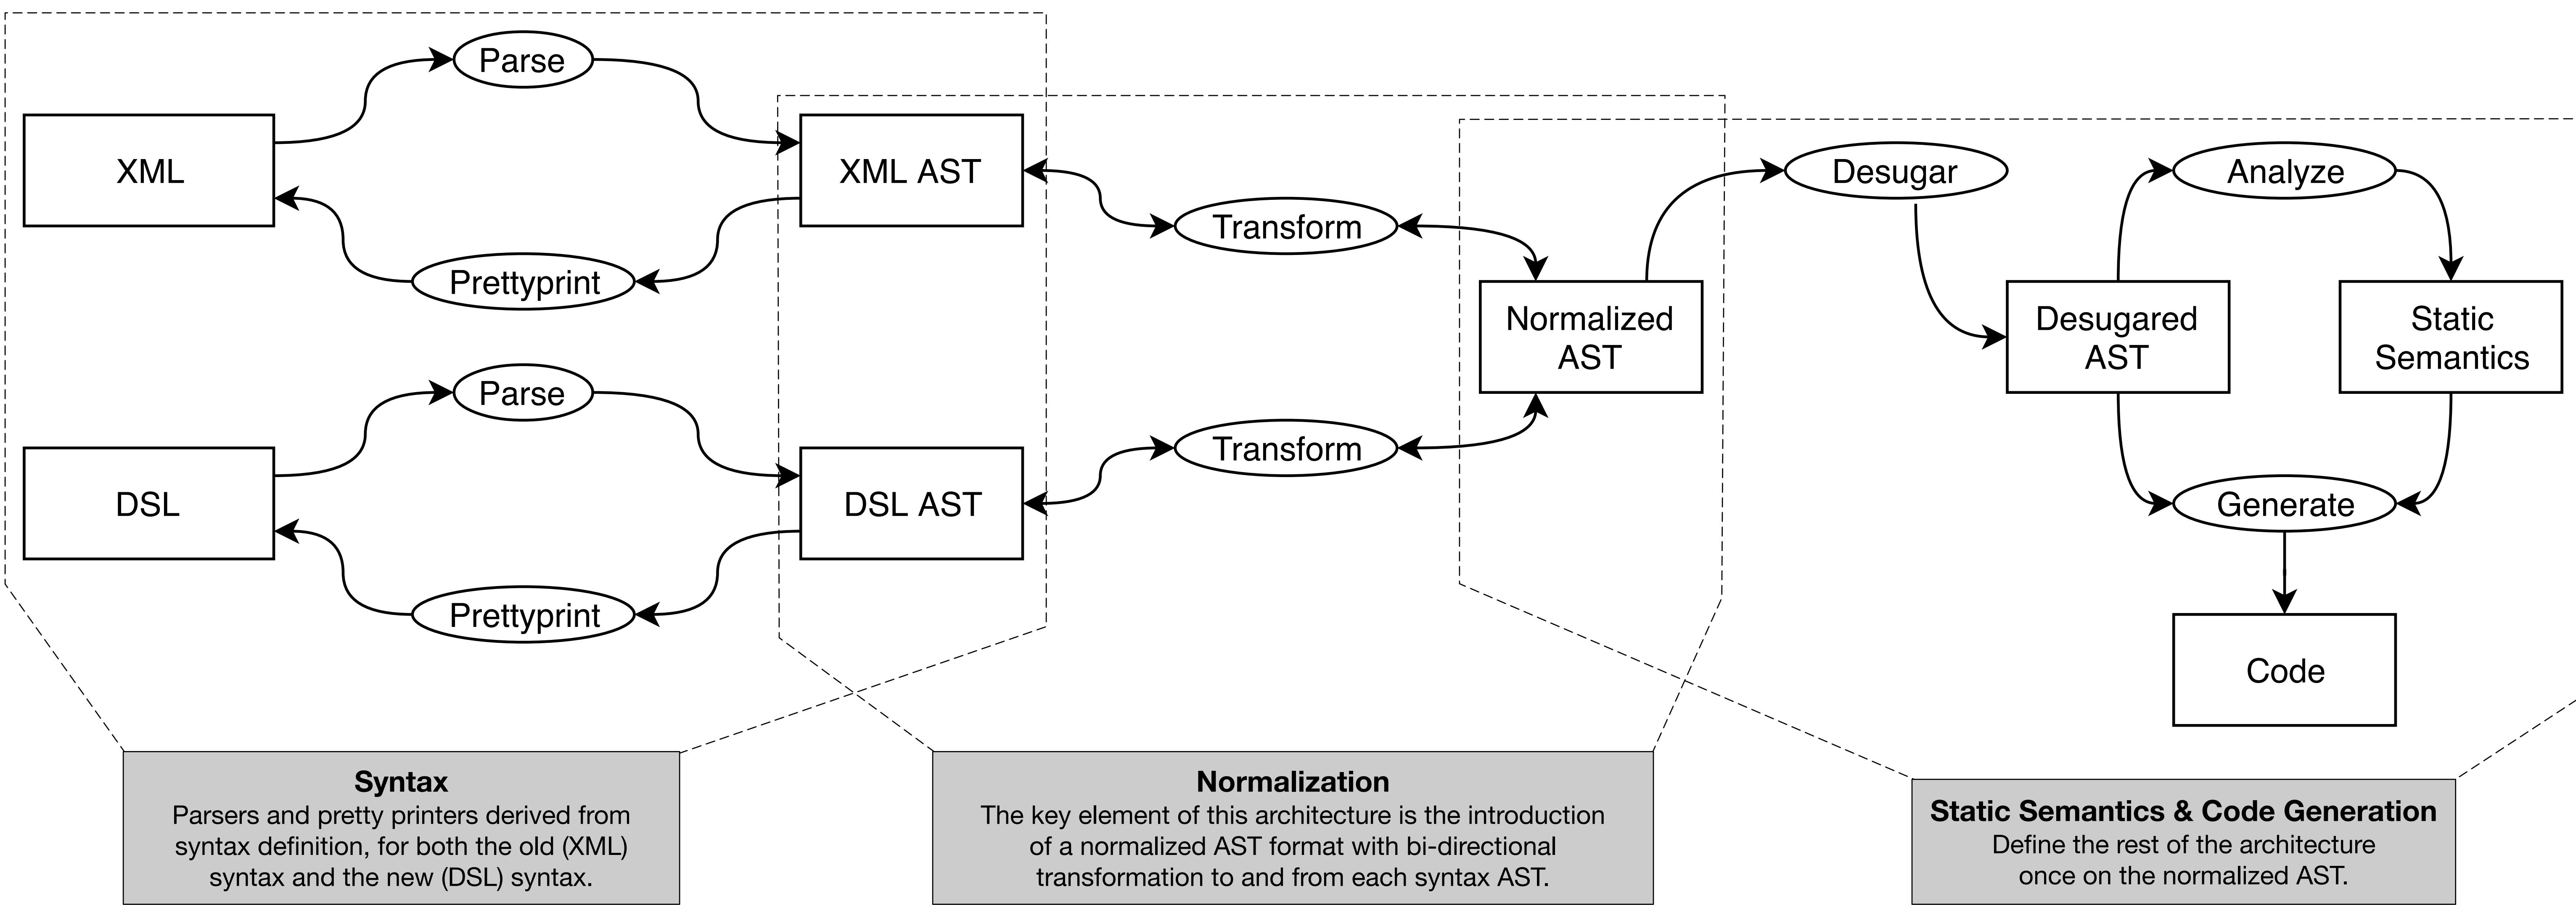 Parse
XML
XML AST
Desugar
Analyze
Transform
Prettyprint
Normalized
AST
Desugared
AST
Static
Semantics
Parse
Transform
DSL
DSL AST
Generate
Prettyprint
Code
Syntax
Parsers and pretty printers derived from
syntax definition, for both the old (XML)
syntax and the new (DSL) syntax.
Normalization
The key element of this architecture is the introduction
of a normalized AST format with bi-directional
transformation to and from each syntax AST.
Static Semantics & Code Generation
Define the rest of the architecture
once on the normalized AST.